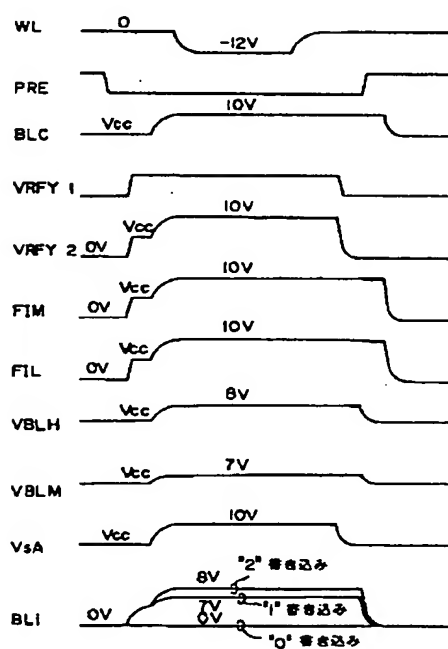 WL 0 -12V
PRE
BLC Vcc 10V
VRFY 1
VRFY 2 0V Vcc 10V
FIM 0V Vcc 10V
FIL 0V Vcc 10V
VBLH Vcc 8V
VBLM Vcc 7V
VSA Vcc 10V
8V "2" 書き込み
7V "1" 書き込み
BLi 0V 0V
"0" 書き込み